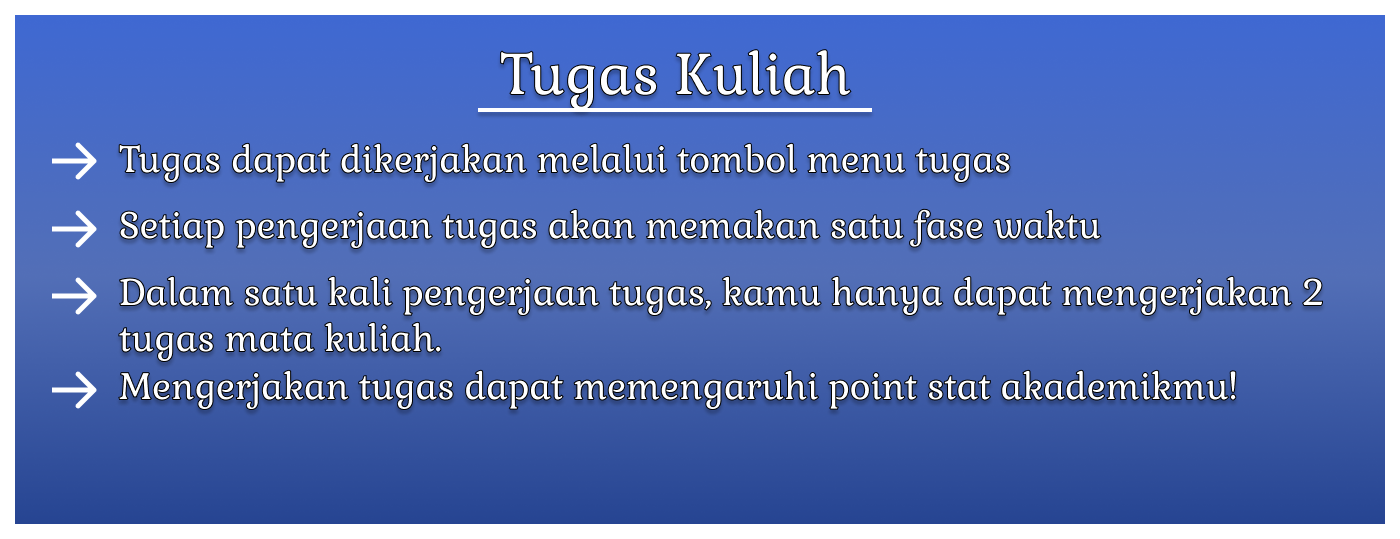 Tugas Kuliah
Tugas dapat dikerjakan melalui tombol menu tugas
Setiap pengerjaan tugas akan memakan satu fase waktu
Dalam satu kali pengerjaan tugas, kamu hanya dapat mengerjakan 2
tugas mata kuliah.
Mengerjakan tugas dapat memengaruhi point stat akademikmu!